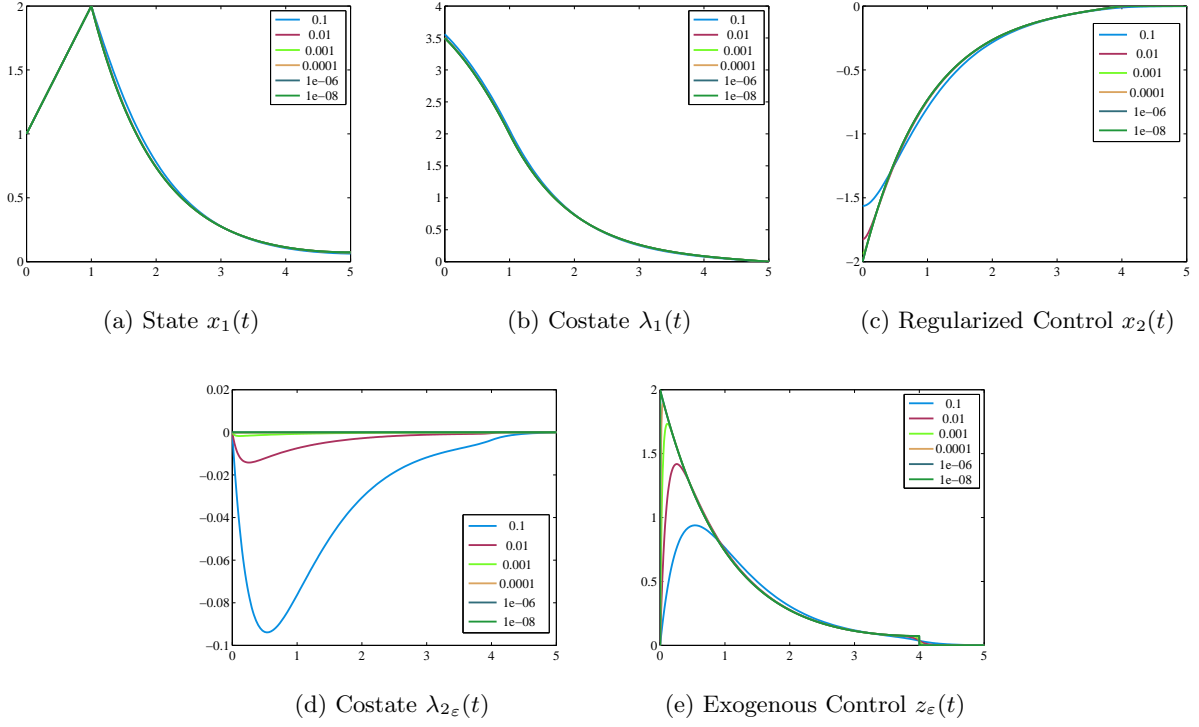 2
1.5
1
0.5
0
0 1 2 3 4 5
0.1
0.01
0.001
0.0001
1e−06
1e−08
(a) State x₁(t)
4
3.5
3
2.5
2
1.5
1
0.5
0
0 1 2 3 4 5
0.1
0.01
0.001
0.0001
1e−06
1e−08
(b) Costate λ₁(t)
0
−0.5
−1
−1.5
−2
0 1 2 3 4 5
0.1
0.01
0.001
0.0001
1e−06
1e−08
(c) Regularized Control x₂(t)
0.02
0
−0.02
−0.04
−0.06
−0.08
−0.1
0 1 2 3 4 5
0.1
0.01
0.001
0.0001
1e−06
1e−08
(d) Costate λ₂ε(t)
2
1.5
1
0.5
0
0 1 2 3 4 5
0.1
0.01
0.001
0.0001
1e−06
1e−08
(e) Exogenous Control zε(t)